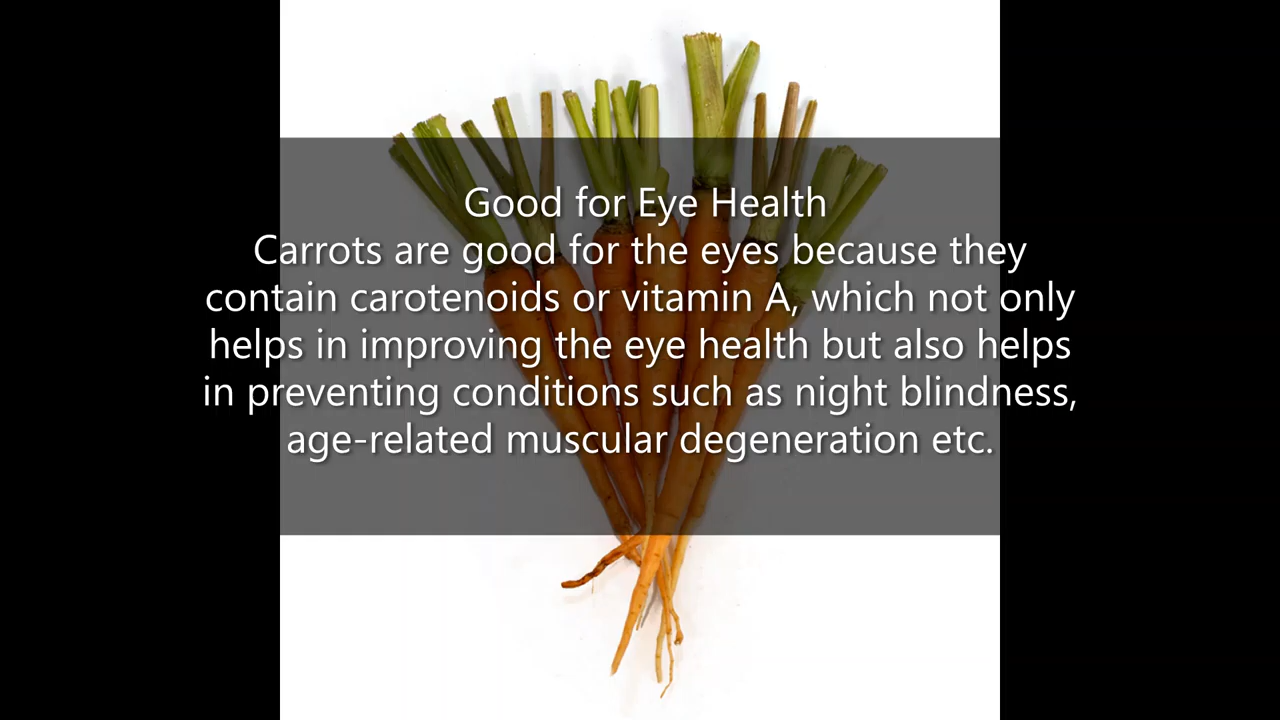 Good for Eye Health
Carrots are good for the eyes because they
contain carotenoids or vitamin A, which not only
helps in improving the eye health but also helps
in preventing conditions such as night blindness,
age-related muscular degeneration etc.